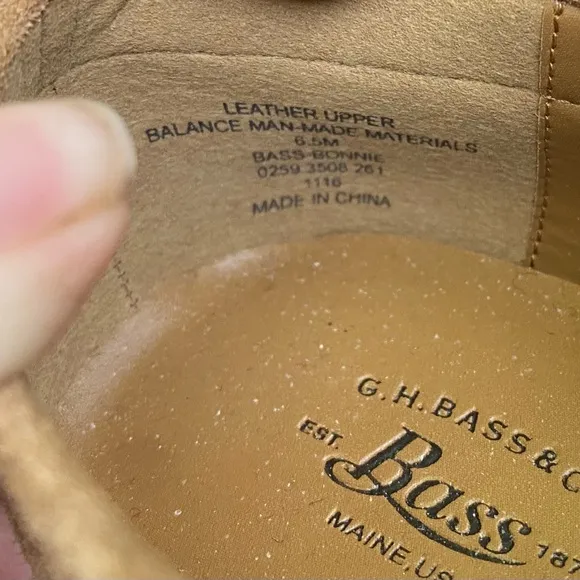 LEATHER UPPER
BALANCE MAN-MADE MATERIALS
6.5M
BASS-BONNIE
0259 3508 261
1116
MADE IN CHINA
G.H.BASS & C
EST. Bass 187
MAINE, US